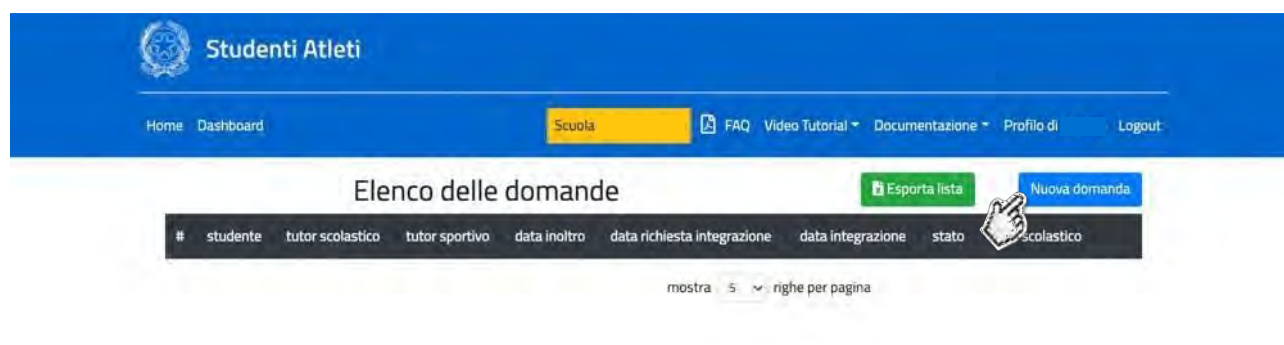 Studenti Atleti
Home Dashboard Scuola FAQ Video Tutorial Documentazione Profilo di Logout
Elenco delle domande Esporta lista Nuova domanda
# studente tutor scolastico tutor sportivo data inoltro data richiesta integrazione data integrazione stato scolastico
mostra 5 righe per pagina